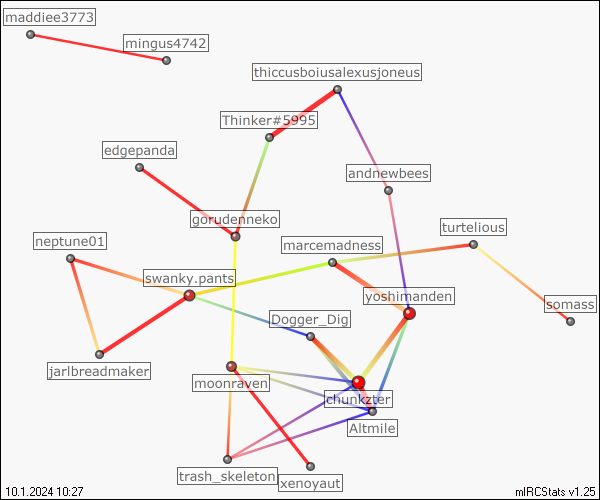 maddiee3773
mingus4742
thiccusboiusalexusjoneus
Thinker#5995
edgepanda
andnewbees
gorudenneko
turtelious
neptune01
marcemadness
swanky.pants
yoshimanden
somass
Dogger_Dig
jarlbreadmaker
moonraven
chunkzter
Altmile
trash_skeleton
xenoyaut
10.1.2024 10:27
mIRCStats v1.25